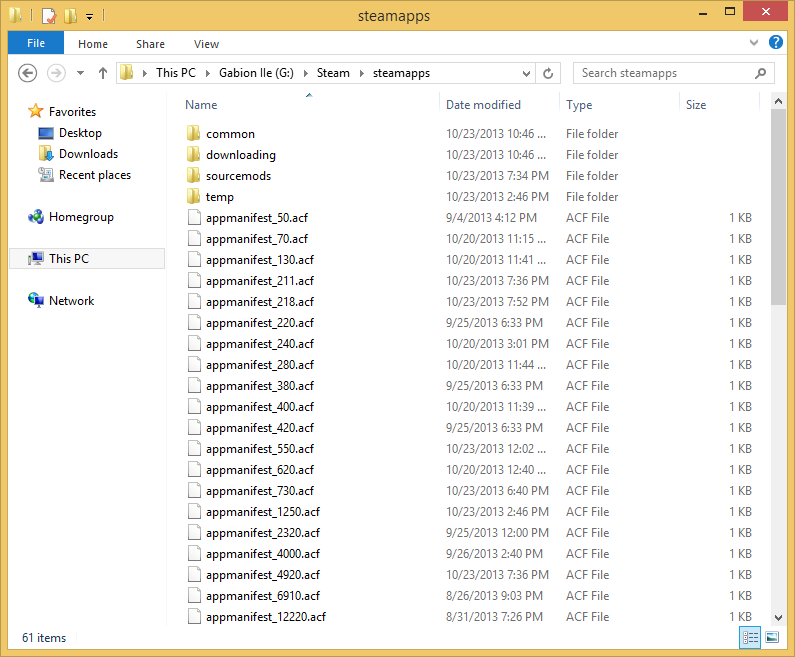 steamapps
File Home Share View
This PC Gabion Ile (G:) Steam steamapps Search steamapps
Name Date modified Type Size
Favorites
Desktop
Downloads
Recent places
Homegroup
This PC
Network
common 10/23/2013 10:46 ... File folder
downloading 10/23/2013 10:46 ... File folder
sourcemods 10/23/2013 7:34 PM File folder
temp 10/23/2013 2:46 PM File folder
appmanifest_50.acf 9/4/2013 4:12 PM ACF File 1 KB
appmanifest_70.acf 10/20/2013 11:15 ... ACF File 1 KB
appmanifest_130.acf 10/20/2013 11:41 ... ACF File 1 KB
appmanifest_211.acf 10/23/2013 7:36 PM ACF File 1 KB
appmanifest_218.acf 10/23/2013 7:52 PM ACF File 1 KB
appmanifest_220.acf 9/25/2013 6:33 PM ACF File 1 KB
appmanifest_240.acf 10/20/2013 3:01 PM ACF File 1 KB
appmanifest_280.acf 10/20/2013 11:44 ... ACF File 1 KB
appmanifest_380.acf 9/25/2013 6:33 PM ACF File 1 KB
appmanifest_400.acf 10/20/2013 11:39 ... ACF File 1 KB
appmanifest_420.acf 9/25/2013 6:33 PM ACF File 1 KB
appmanifest_550.acf 10/23/2013 12:02 ... ACF File 1 KB
appmanifest_620.acf 10/20/2013 12:40 ... ACF File 1 KB
appmanifest_730.acf 10/23/2013 6:40 PM ACF File 1 KB
appmanifest_1250.acf 10/23/2013 2:46 PM ACF File 1 KB
appmanifest_2320.acf 9/25/2013 12:00 PM ACF File 1 KB
appmanifest_4000.acf 9/26/2013 2:40 PM ACF File 1 KB
appmanifest_4920.acf 10/23/2013 7:36 PM ACF File 1 KB
appmanifest_6910.acf 8/26/2013 9:03 PM ACF File 1 KB
appmanifest_12220.acf 8/31/2013 7:26 PM ACF File 1 KB
61 items